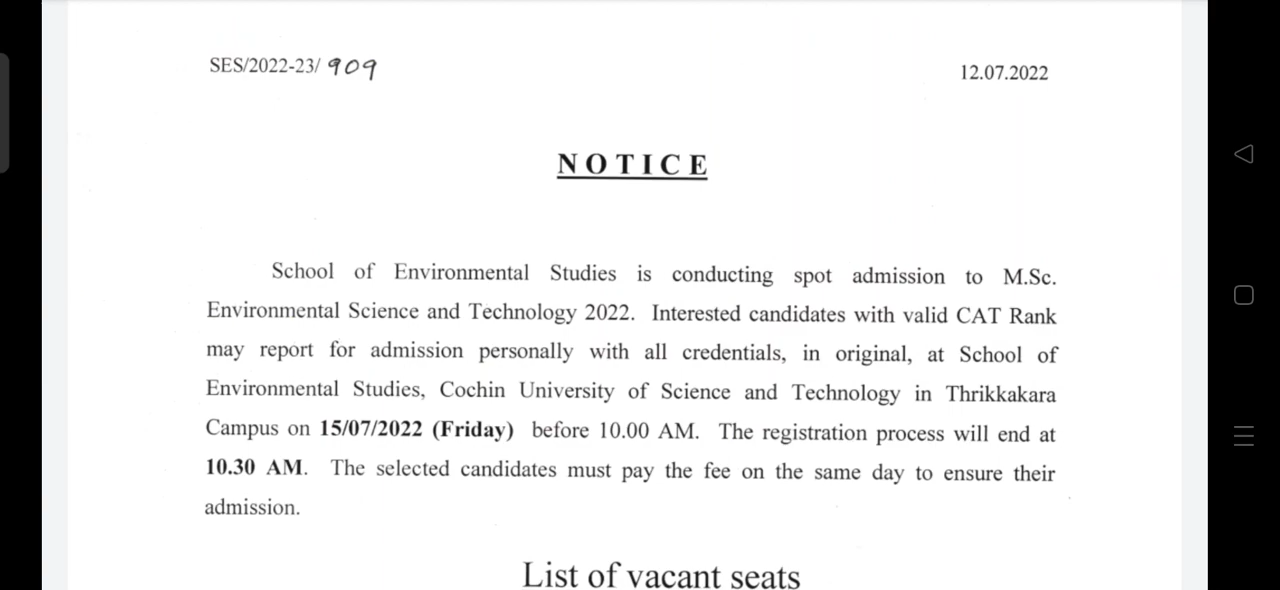 SES/2022-23/ 909
12.07.2022
NOTICE
School of Environmental Studies is conducting spot admission to M.Sc.
Environmental Science and Technology 2022. Interested candidates with valid CAT Rank
may report for admission personally with all credentials, in original, at School of
Environmental Studies, Cochin University of Science and Technology in Thrikkakara
Campus on 15/07/2022 (Friday) before 10.00 AM. The registration process will end at
10.30 AM. The selected candidates must pay the fee on the same day to ensure their
admission.
List of vacant seats